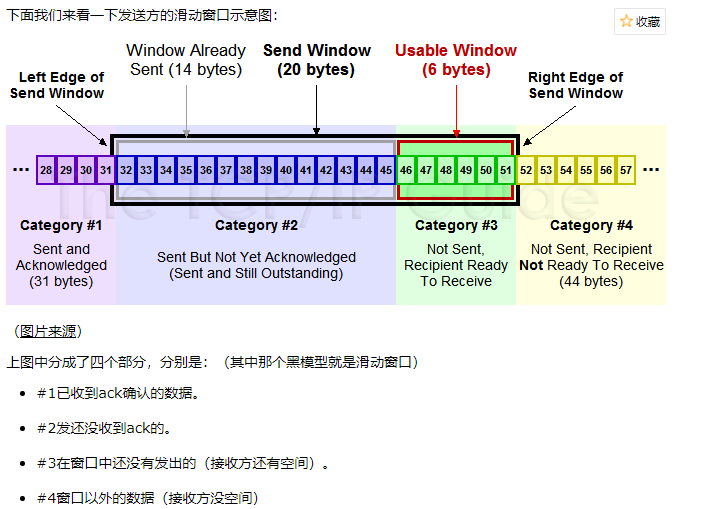 下面我们来看一下发送方的滑动窗口示意图：
收藏
Window Already
Sent (14 bytes)
Send Window
(20 bytes)
Usable Window
(6 bytes)
Left Edge of
Send Window
Right Edge of
Send Window
... 28 29 30 31 32 33 34 35 36 37 38 39 40 41 42 43 44 45 46 47 48 49 50 51 52 53 54 55 56 57 ...
The TCP/IP Guide
Category #1
Sent and
Acknowledged
(31 bytes)
Category #2
Sent But Not Yet Acknowledged
(Sent and Still Outstanding)
Category #3
Not Sent,
Recipient Ready
To Receive
Category #4
Not Sent, Recipient
Not Ready To Receive
(44 bytes)
（图片来源）
上图中分成了四个部分，分别是：（其中那个黑模型就是滑动窗口）
• #1已收到ack确认的数据。
• #2发还没收到ack的。
• #3在窗口中还没有发出的（接收方还有空间）。
• #4窗口以外的数据（接收方没空间）